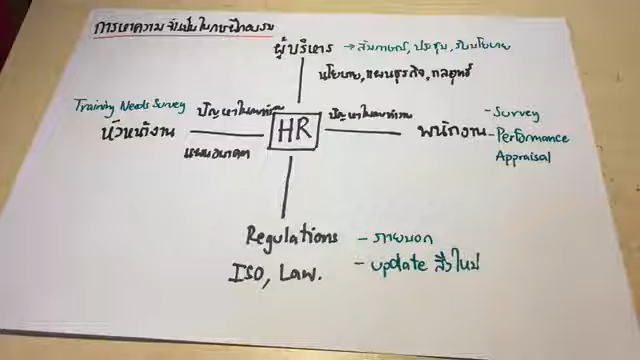 การหาความจำเป็นในการฝึกอบรม
ผู้บริหาร → สัมภาษณ์, ประชุม, รับนโยบาย
นโยบาย, แผนธุรกิจ, กลยุทธ์
Training Needs Survey
ปัญหาในการทำงาน
หัวหน้างาน
แผนอนาคต
HR
ปัญหาในการทำงาน
พนักงาน
- Survey
- Performance
Appraisal
Regulations
ISO, Law.
- ภายนอก
- update สิ่งใหม่